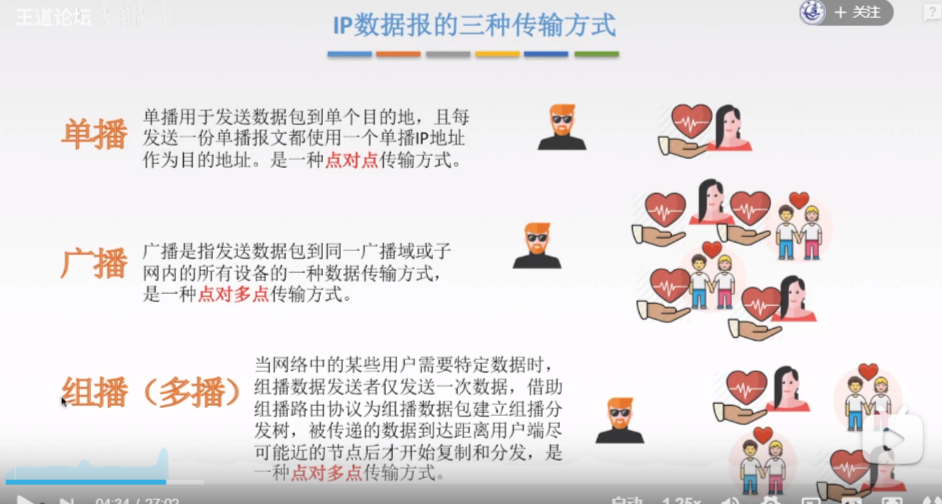 王道论坛
+ 关注
?
IP数据报的三种传输方式
单播
单播用于发送数据包到单个目的地，且每
发送一份单播报文都使用一个单播IP地址
作为目的地址。是一种点对点传输方式。
广播
广播是指发送数据包到同一广播域或子
网内的所有设备的一种数据传输方式，
是一种点对多点传输方式。
组播（多播）
当网络中的某些用户需要特定数据时，
组播数据发送者仅发送一次数据，借助
组播路由协议为组播数据包建立组播分
发树，被传递的数据到达距离用户端尽
可能近的节点后才开始复制和分发，是
一种点对多点传输方式。
04:34 / 27:02
自动
1.25x